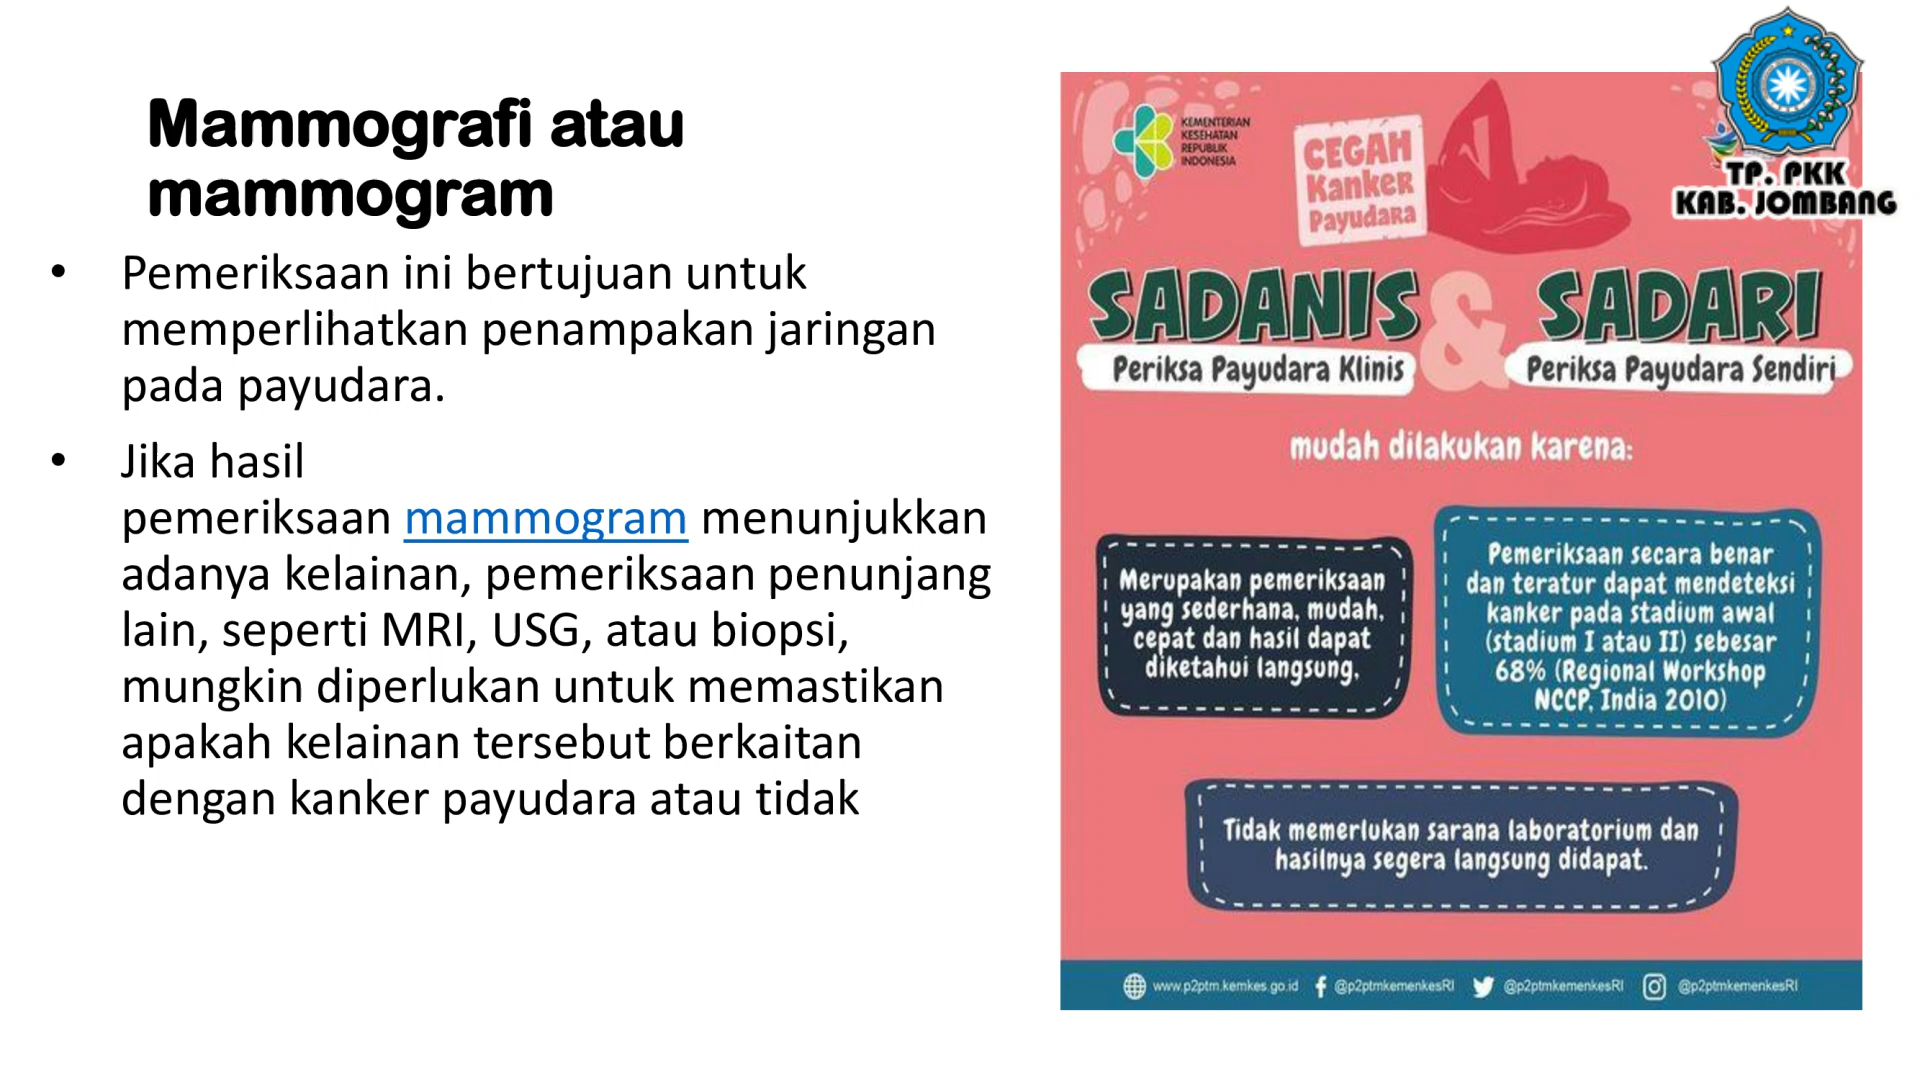 Mammografi atau
mammogram
• Pemeriksaan ini bertujuan untuk
memperlihatkan penampakan jaringan
pada payudara.
• Jika hasil
pemeriksaan mammogram menunjukkan
adanya kelainan, pemeriksaan penunjang
lain, seperti MRI, USG, atau biopsi,
mungkin diperlukan untuk memastikan
apakah kelainan tersebut berkaitan
dengan kanker payudara atau tidak
KEMENTERIAN
KESEHATAN
REPUBLIK
INDONESIA
CEGAH
Kanker
Payudara
TP. PKK
KAB. JOMBANG
SADANIS & SADARI
Periksa Payudara Klinis
Periksa Payudara Sendiri
mudah dilakukan karena:
Merupakan pemeriksaan
yang sederhana, mudah,
cepat dan hasil dapat
diketahui langsung,
Pemeriksaan secara benar
dan teratur dapat mendeteksi
kanker pada stadium awal
(stadium I atau II) sebesar
68% (Regional Workshop
NCCP, India 2010)
Tidak memerlukan sarana laboratorium dan
hasilnya segera langsung didapat.
www.p2ptm.kemkes.go.id @p2ptmkemenkesRI @p2ptmkemenkesRI @p2ptmkemenkesRI